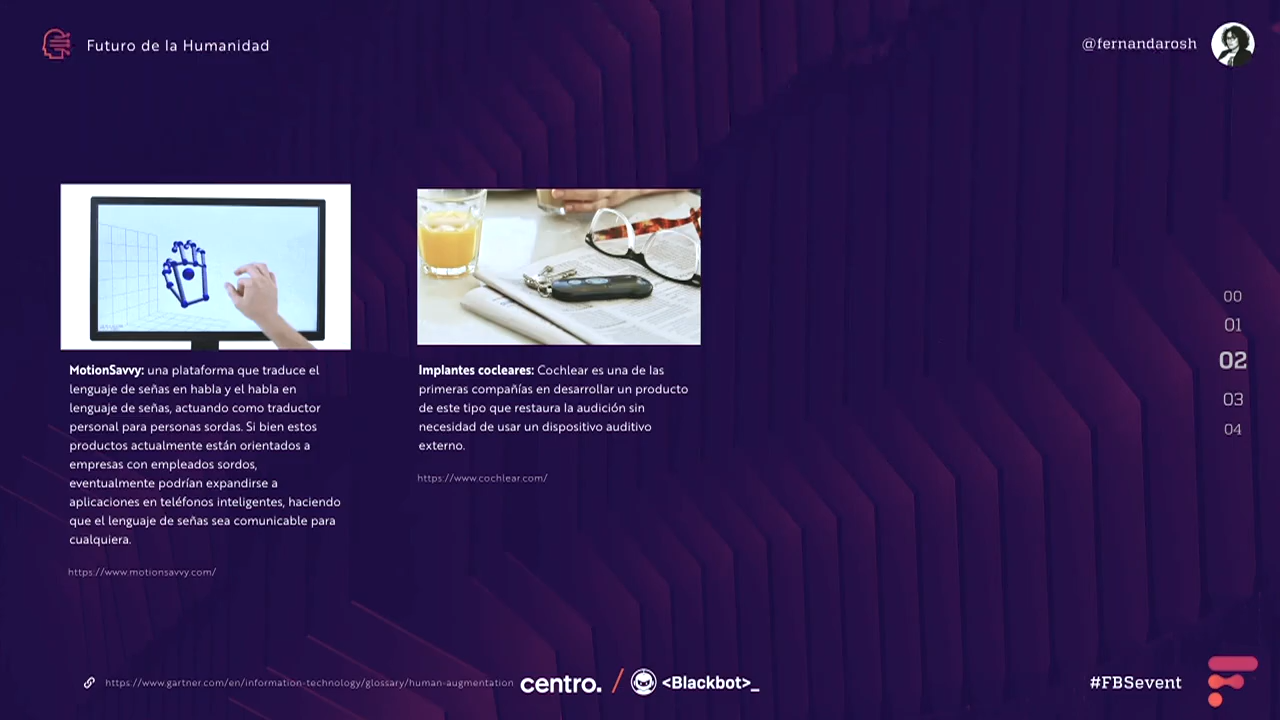 Futuro de la Humanidad
@fernandarosh
MotionSavvy: una plataforma que traduce el
lenguaje de señas en habla y el habla en
lenguaje de señas, actuando como traductor
personal para personas sordas. Si bien estos
productos actualmente están orientados a
empresas con empleados sordos,
eventualmente podrían expandirse a
aplicaciones en teléfonos inteligentes, haciendo
que el lenguaje de señas sea comunicable para
cualquiera.
https://www.motionsavvy.com/
Implantes cocleares: Cochlear es una de las
primeras compañías en desarrollar un producto
de este tipo que restaura la audición sin
necesidad de usar un dispositivo auditivo
externo.
https://www.cochlear.com/
00
01
02
03
04
https://www.gartner.com/en/information-technology/glossary/human-augmentation
centro. / <Blackbot>_
#FBSevent